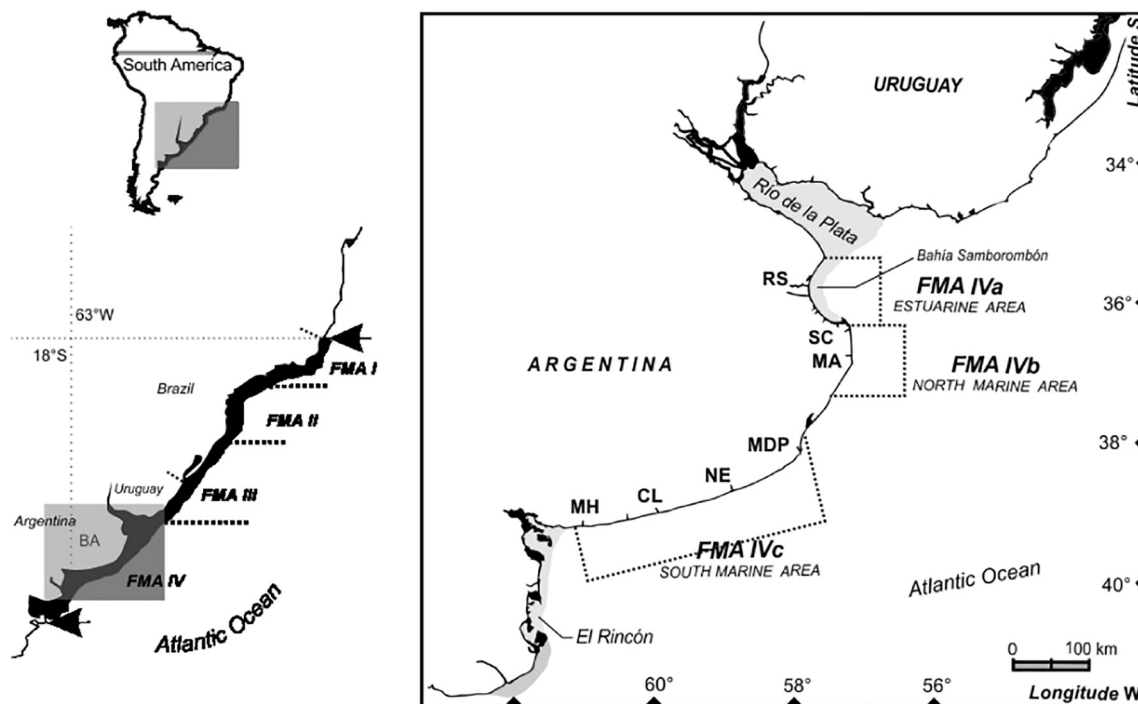 South America
63°W
18°S
Brazil
FMA I
FMA II
Uruguay
FMA III
Argentina
BA
FMA IV
Atlantic Ocean
Latitude S
URUGUAY
34°
Río de la Plata
Bahía Samborombón
RS
FMA IVa
ESTUARINE AREA
36°
SC
MA
ARGENTINA
FMA IVb
NORTH MARINE AREA
38°
MDP
NE
CL
MH
FMA IVc
SOUTH MARINE AREA
Atlantic Ocean
40°
El Rincón
0 100 km
60° 58° 56°
Longitude W